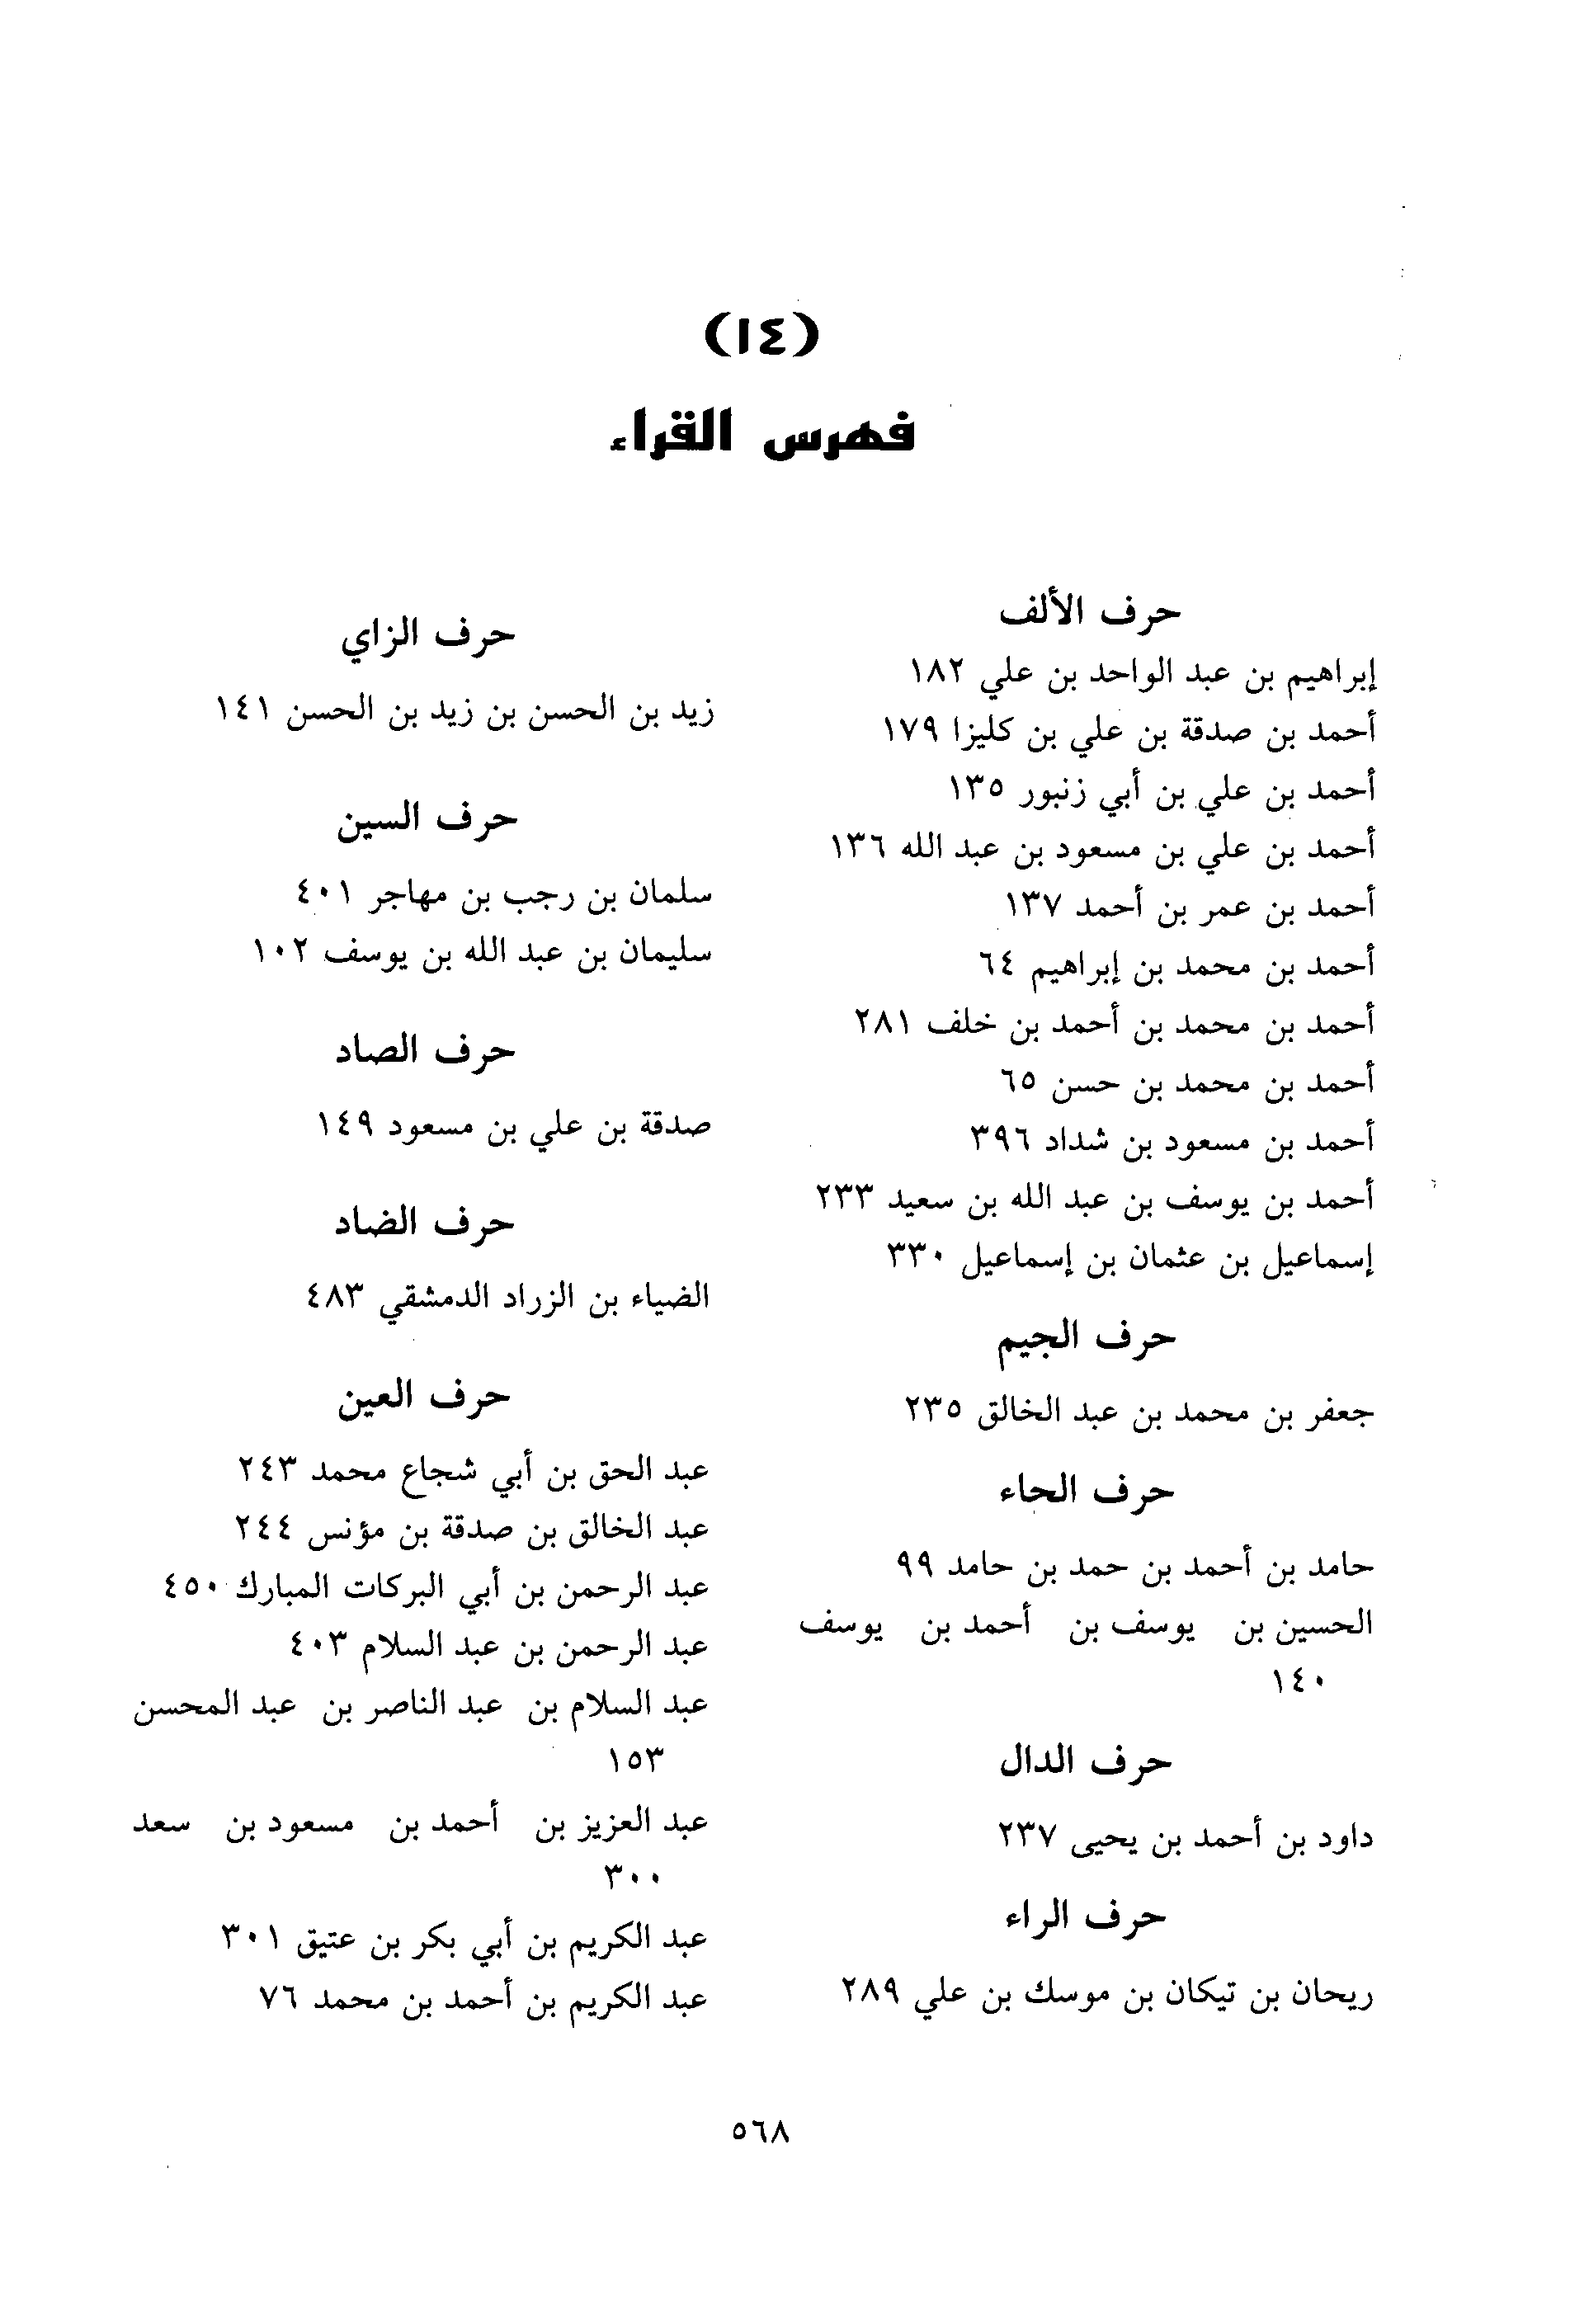 (١٤)
فهرس القراء
حرف الألف
إبراهيم بن عبد الواحد بن علي ١٨٢
أحمد بن صدقة بن علي بن كليزا ١٧٩
أحمد بن علي بن أبي زنبور ١٣٥
أحمد بن علي بن مسعود بن عبد الله ١٣٦
أحمد بن عمر بن أحمد ١٣٧
أحمد بن محمد بن إبراهيم ٦٤
أحمد بن محمد بن أحمد بن خلف ٢٨١
أحمد بن محمد بن حسن ٦٥
أحمد بن مسعود بن شداد ٣٩٦
أحمد بن يوسف بن عبد الله بن سعيد ٢٣٣
إسماعيل بن عثمان بن إسماعيل ٣٣٠
حرف الجيم
جعفر بن محمد بن عبد الخالق ٢٣٥
حرف الحاء
حامد بن أحمد بن حمد بن حامد ٩٩
الحسين بن يوسف بن أحمد بن يوسف
١٤٠
حرف الدال
داود بن أحمد بن يحيى ٢٣٧
حرف الراء
ريحان بن تيكان بن موسك بن علي ٢٨٩
حرف الزاي
زيد بن الحسن بن زيد بن الحسن ١٤١
حرف السين
سلمان بن رجب بن مهاجر ٤٠١
سليمان بن عبد الله بن يوسف ١٠٢
حرف الصاد
صدقة بن علي بن مسعود ١٤٩
حرف الضاد
الضياء بن الزراد الدمشقي ٤٨٣
حرف العين
عبد الحق بن أبي شجاع محمد ٢٤٣
عبد الخالق بن صدقة بن مؤنس ٢٤٤
عبد الرحمن بن أبي البركات المبارك ٤٥٠
عبد الرحمن بن عبد السلام ٤٠٣
عبد السلام بن عبد الناصر بن عبد المحسن
١٥٣
عبد العزيز بن أحمد بن مسعود بن سعد
٣٠٠
عبد الكريم بن أبي بكر بن عتيق ٣٠١
عبد الكريم بن أحمد بن محمد ٧٦
٥٦٨